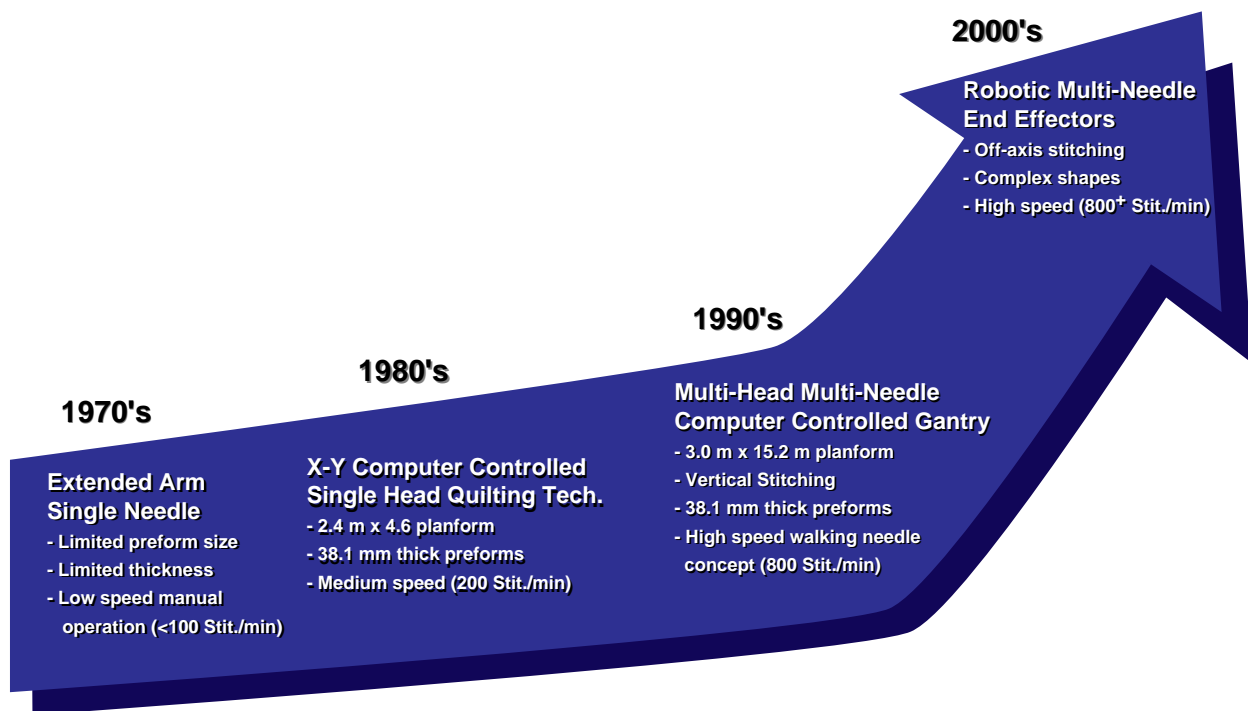 1970's
Extended Arm
Single Needle
- Limited preform size
- Limited thickness
- Low speed manual
operation (<100 Stit./min)
1980's
X-Y Computer Controlled
Single Head Quilting Tech.
- 2.4 m x 4.6 planform
- 38.1 mm thick preforms
- Medium speed (200 Stit./min)
1990's
Multi-Head Multi-Needle
Computer Controlled Gantry
- 3.0 m x 15.2 m planform
- Vertical Stitching
- 38.1 mm thick preforms
- High speed walking needle
concept (800 Stit./min)
2000's
Robotic Multi-Needle
End Effectors
- Off-axis stitching
- Complex shapes
- High speed (800⁺ Stit./min)